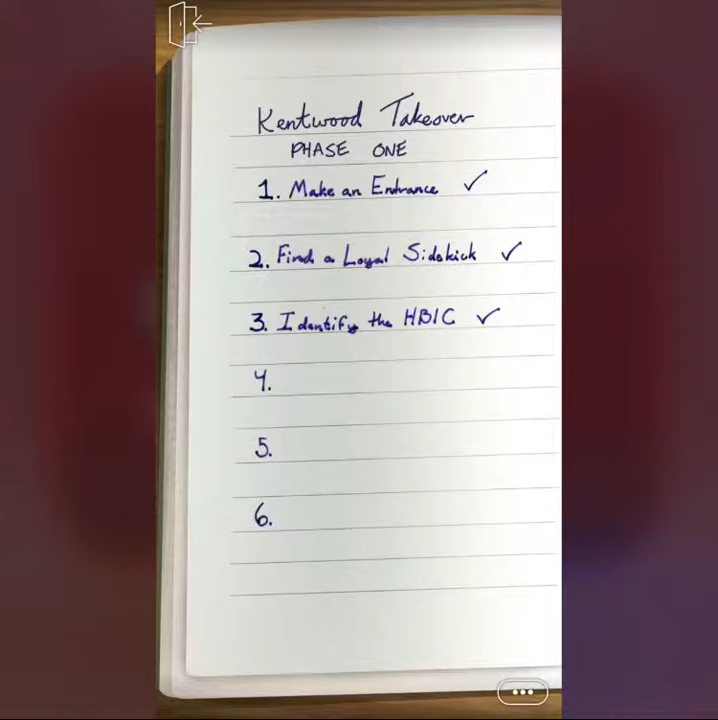 Kentwood Takeover
PHASE ONE
1. Make an Entrance ✓
2. Find a Loyal Sidekick ✓
3. Identify the HBIC ✓
4.
5.
6.